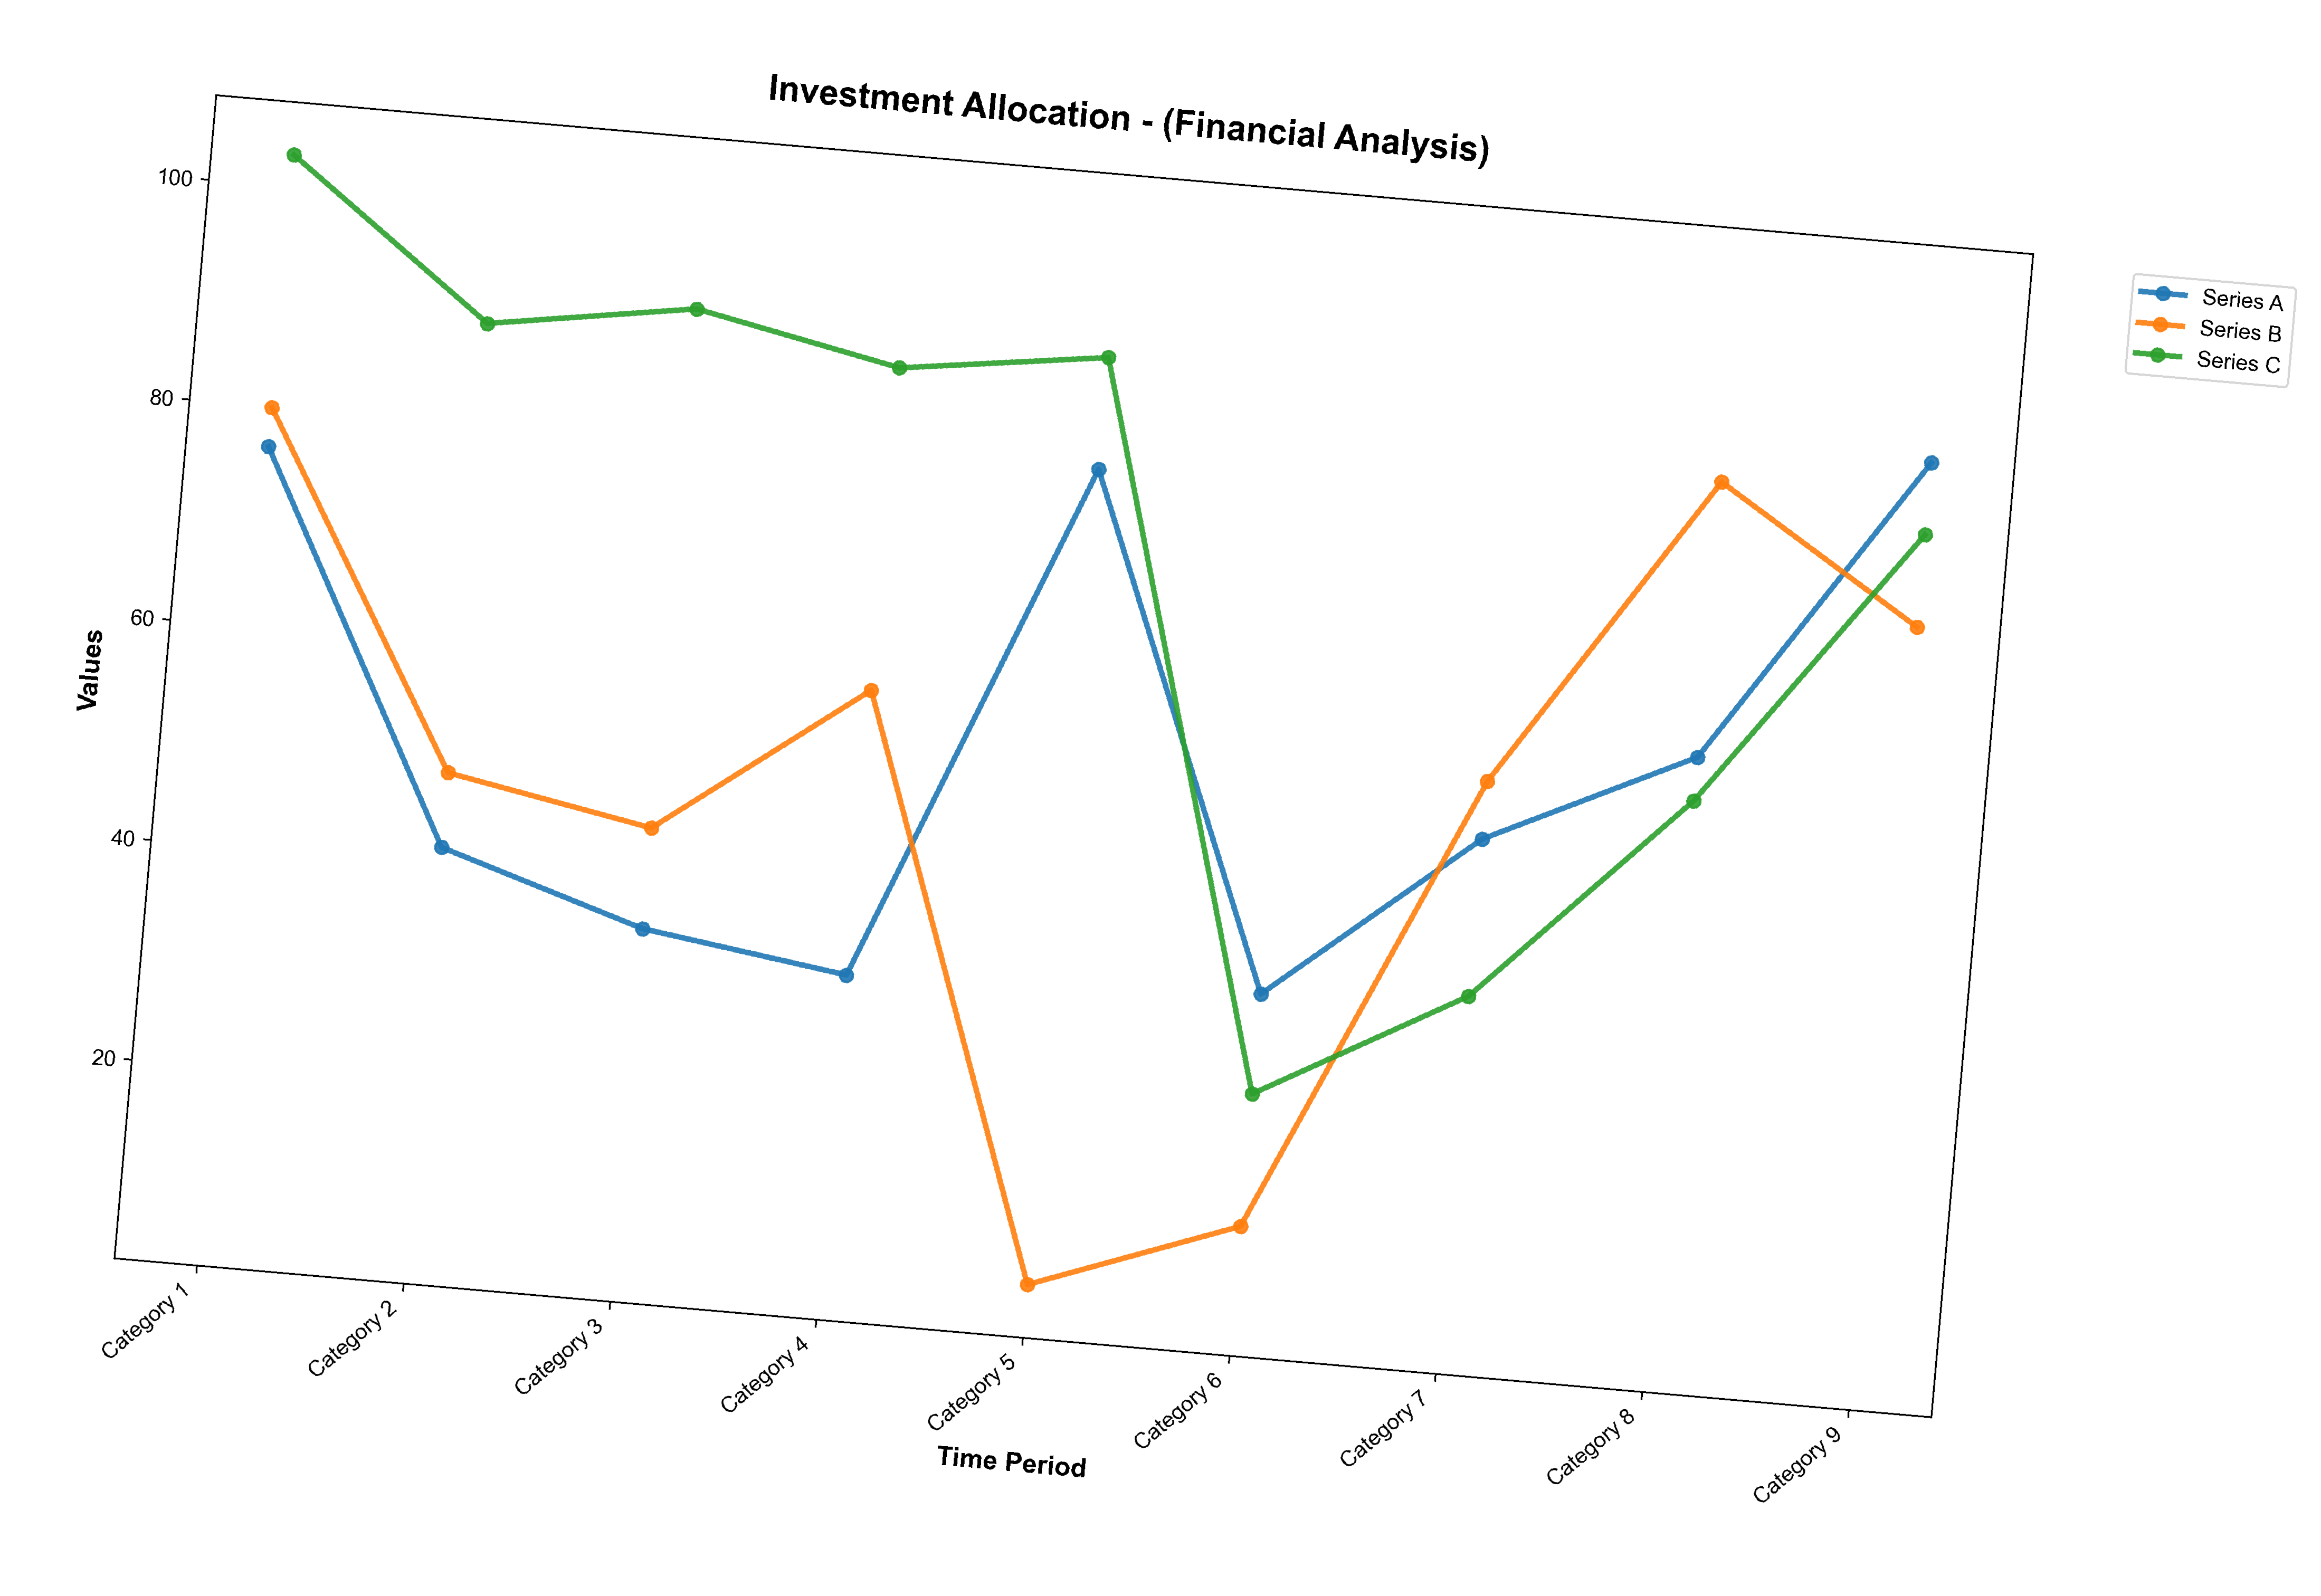 Investment Allocation - (Financial Analysis)
100
80
60
40
20
Values
Category 1
Category 2
Category 3
Category 4
Category 5
Category 6
Category 7
Category 8
Category 9
Time Period
Series A
Series B
Series C